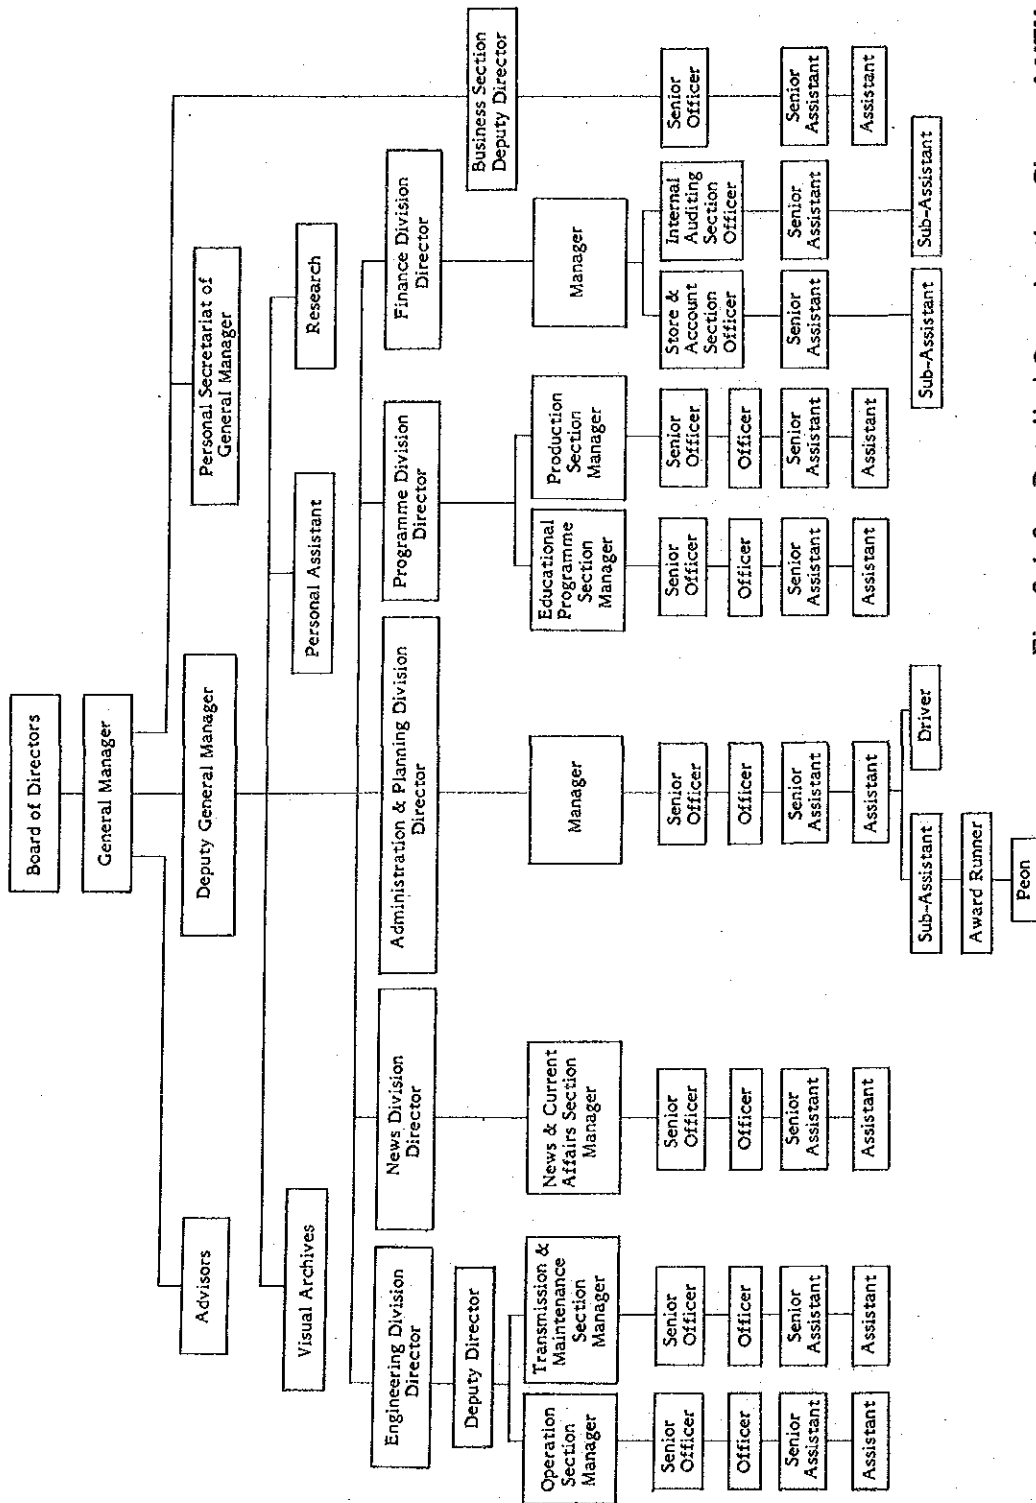 Board of Directors
General Manager
Advisors
Deputy General Manager
Personal Secretariat of
General Manager
Visual Archives
Personal Assistant
Research
Engineering Division
Director
News Division
Director
Administration & Planning Division
Director
Programme Division
Director
Finance Division
Director
Business Section
Deputy Director
Deputy Director
Operation
Section
Manager
Transmission &
Maintenance
Section
Manager
News & Current
Affairs Section
Manager
Manager
Educational
Programme
Section
Manager
Production
Section
Manager
Manager
Senior
Officer
Senior
Officer
Senior
Officer
Senior
Officer
Senior
Officer
Senior
Officer
Store &
Account
Section
Officer
Internal
Auditing
Section
Officer
Senior
Officer
Officer
Officer
Officer
Officer
Officer
Officer
Senior
Assistant
Senior
Assistant
Senior
Assistant
Senior
Assistant
Senior
Assistant
Senior
Assistant
Senior
Assistant
Senior
Assistant
Senior
Assistant
Assistant
Assistant
Assistant
Assistant
Assistant
Assistant
Assistant
Sub-Assistant
Driver
Sub-Assistant
Sub-Assistant
Award Runner
Peon